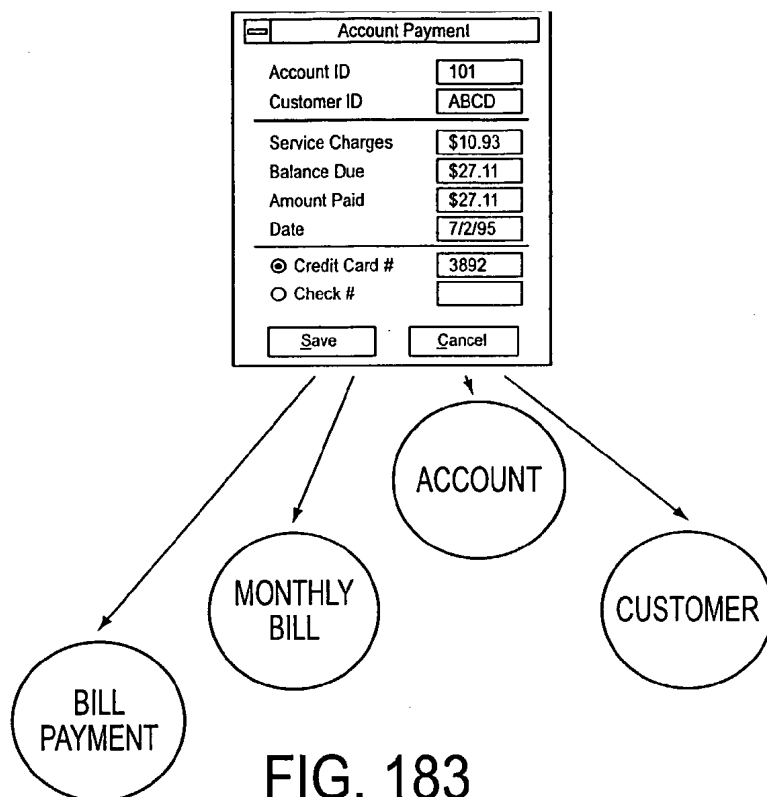 Account Payment
Account ID 101
Customer ID ABCD
Service Charges $10.93
Balance Due $27.11
Amount Paid $27.11
Date 7/2/95
Credit Card # 3892
Check #
Save Cancel
ACCOUNT
MONTHLY
BILL
CUSTOMER
BILL
PAYMENT
FIG. 183